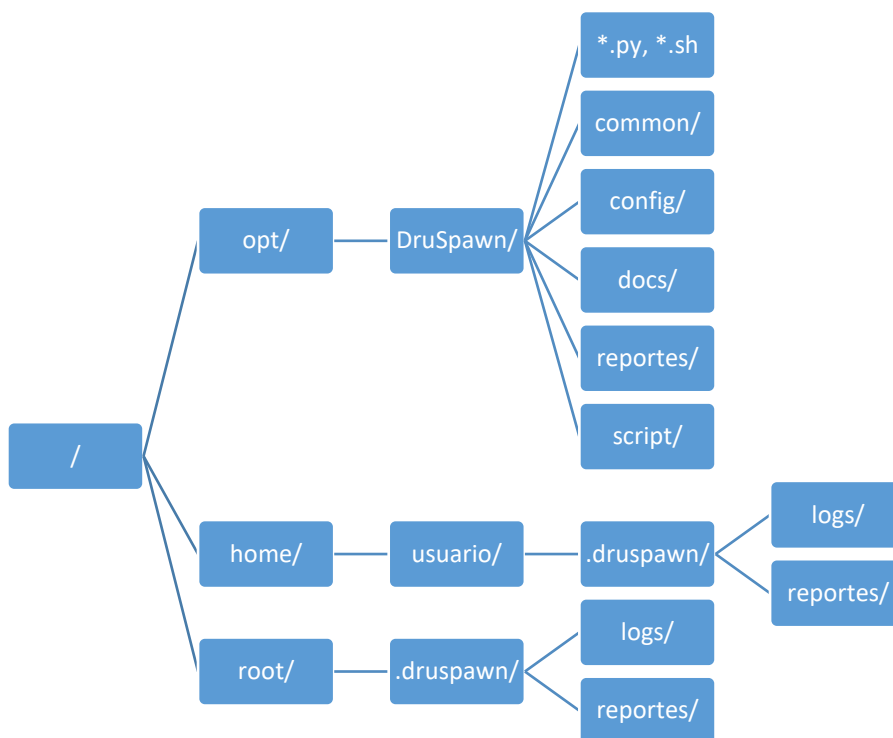 /
opt/
DruSpawn/
*.py, *.sh
common/
config/
docs/
reportes/
script/
home/
usuario/
.druspawn/
logs/
reportes/
root/
.druspawn/
logs/
reportes/